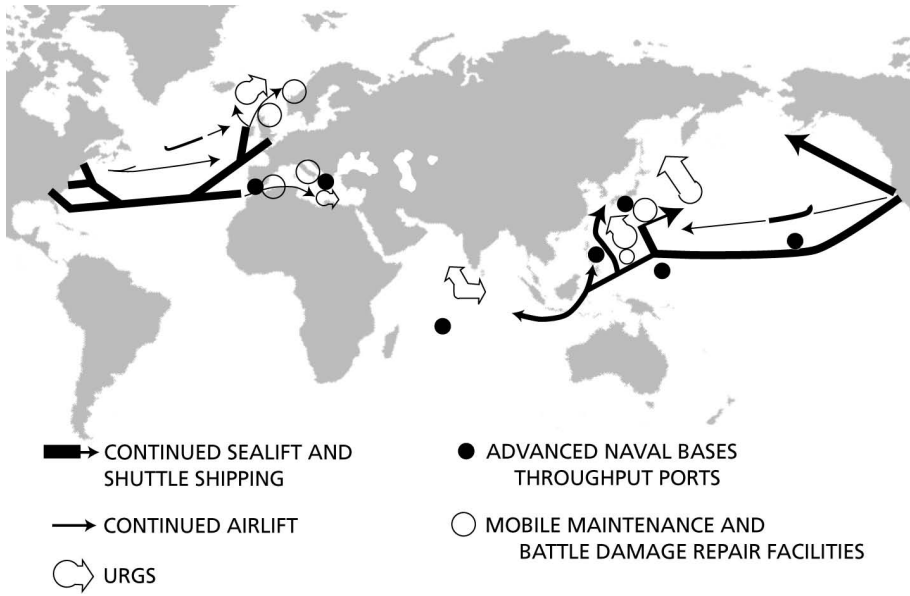 CONTINUED SEALIFT AND
SHUTTLE SHIPPING
CONTINUED AIRLIFT
URGS
ADVANCED NAVAL BASES
THROUGHPUT PORTS
MOBILE MAINTENANCE AND
BATTLE DAMAGE REPAIR FACILITIES